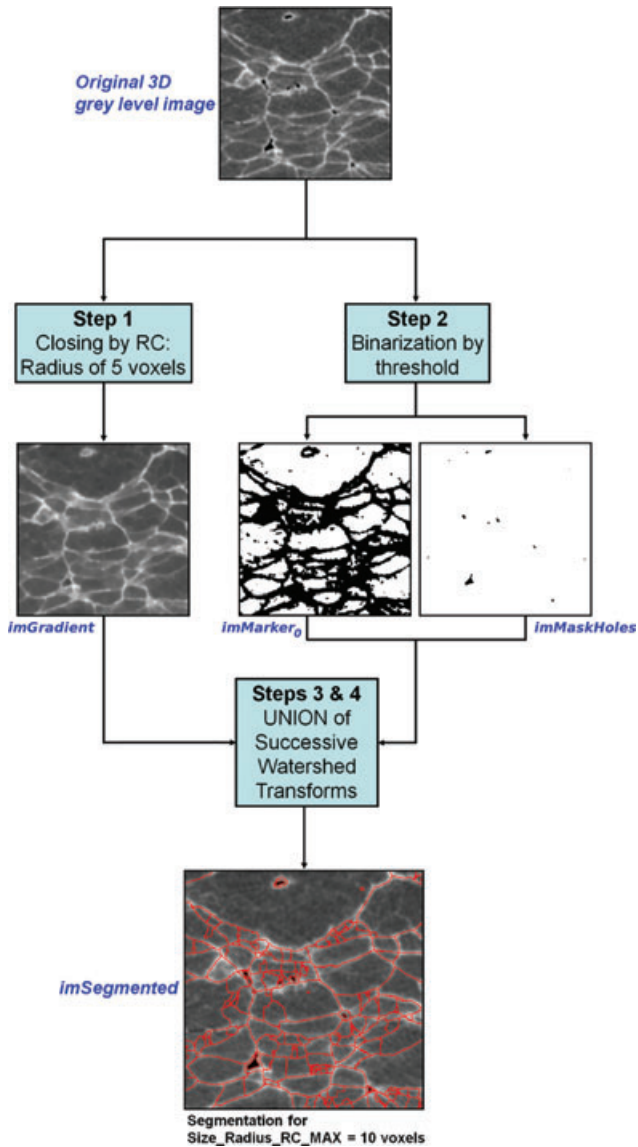 Original 3D
grey level image
Step 1
Closing by RC:
Radius of 5 voxels
Step 2
Binarization by
threshold
imGradient
imMarker₀
imMaskHoles
Steps 3 & 4
UNION of
Successive
Watershed
Transforms
imSegmented
Segmentation for
Size_Radius_RC_MAX = 10 voxels